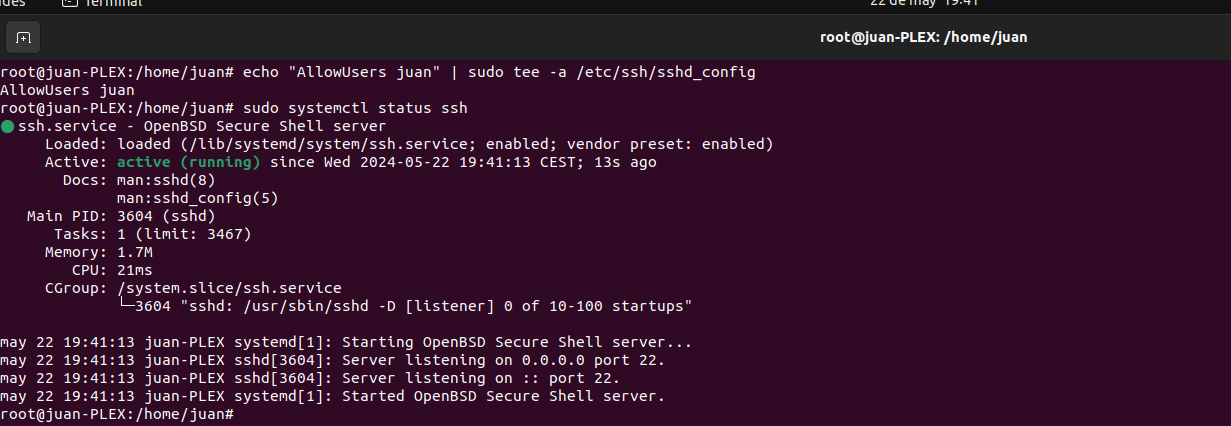 Terminal
22 de may 19:41
root@juan-PLEX: /home/juan
root@juan-PLEX:/home/juan# echo "AllowUsers juan" | sudo tee -a /etc/ssh/sshd_config
AllowUsers juan
root@juan-PLEX:/home/juan# sudo systemctl status ssh
ssh.service - OpenBSD Secure Shell server
Loaded: loaded (/lib/systemd/system/ssh.service; enabled; vendor preset: enabled)
Active: active (running) since Wed 2024-05-22 19:41:13 CEST; 13s ago
Docs: man:sshd(8)
man:sshd_config(5)
Main PID: 3604 (sshd)
Tasks: 1 (limit: 3467)
Memory: 1.7M
CPU: 21ms
CGroup: /system.slice/ssh.service
└─3604 "sshd: /usr/sbin/sshd -D [listener] 0 of 10-100 startups"
may 22 19:41:13 juan-PLEX systemd[1]: Starting OpenBSD Secure Shell server...
may 22 19:41:13 juan-PLEX sshd[3604]: Server listening on 0.0.0.0 port 22.
may 22 19:41:13 juan-PLEX sshd[3604]: Server listening on :: port 22.
may 22 19:41:13 juan-PLEX systemd[1]: Started OpenBSD Secure Shell server.
root@juan-PLEX:/home/juan#